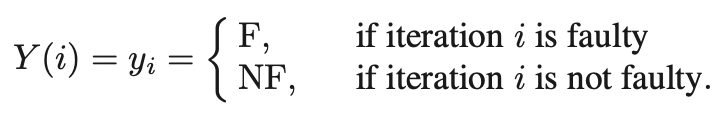 Y(i) = y_i = { F, if iteration i is faulty
NF, if iteration i is not faulty.